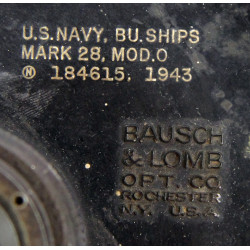 U.S. NAVY, BU. SHIPS
MARK 28, MOD. 0
Ⓝ 184615, 1943
BAUSCH
& LOMB
OPT. CO.
ROCHESTER
N.Y. U.S.A.